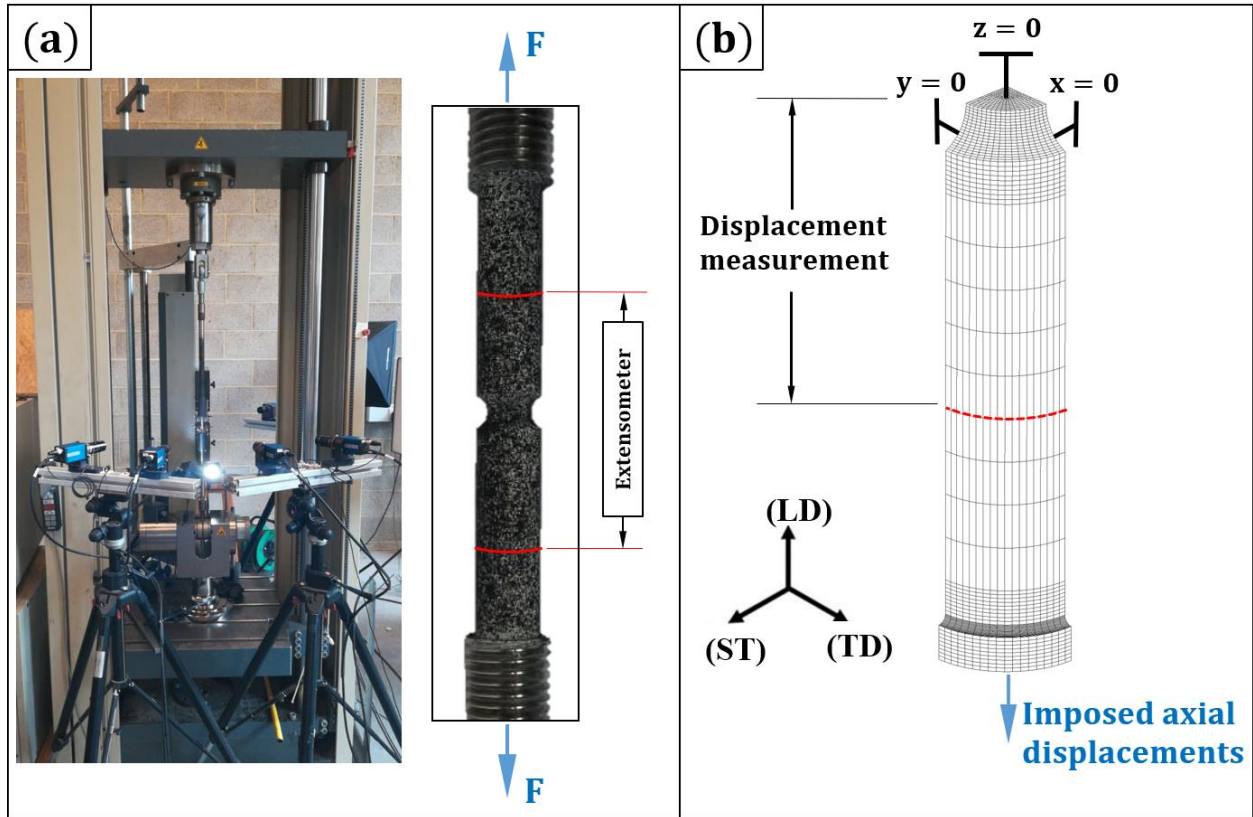 (a)
F
Extensometer
F
(b)
z = 0
y = 0
x = 0
Displacement
measurement
(LD)
(ST)
(TD)
Imposed axial
displacements